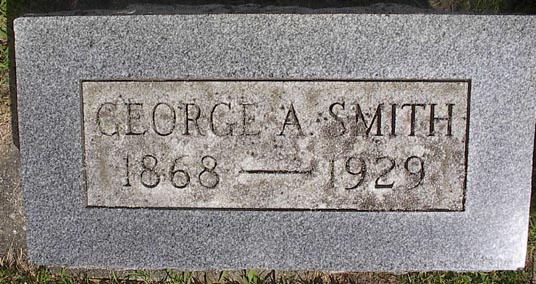 GEORGE A. SMITH
1868 — 1929